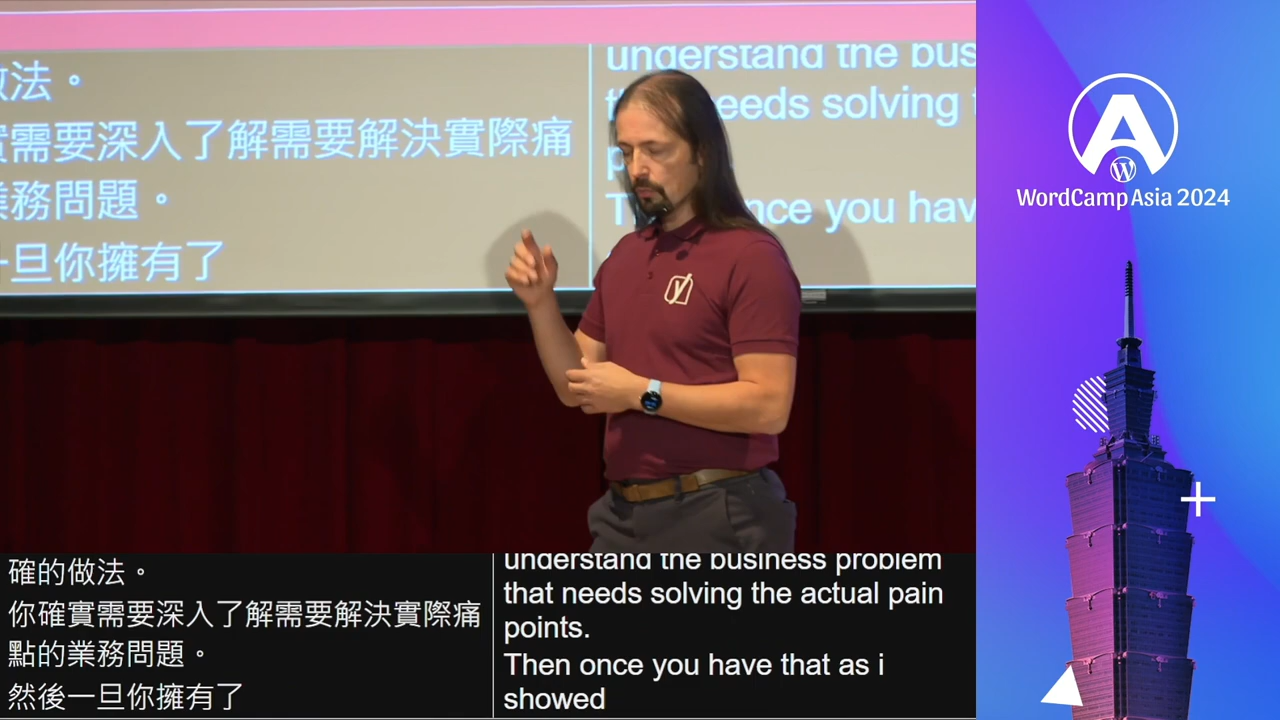 做法。
實需要深入了解需要解決實際痛
業務問題。
一旦你擁有了
understand the bus
needs solving
once you hav
WordCamp Asia 2024
確的做法。
你確實需要深入了解需要解決實際痛
點的業務問題。
然後一旦你擁有了
understand the business problem
that needs solving the actual pain
points.
Then once you have that as i
showed